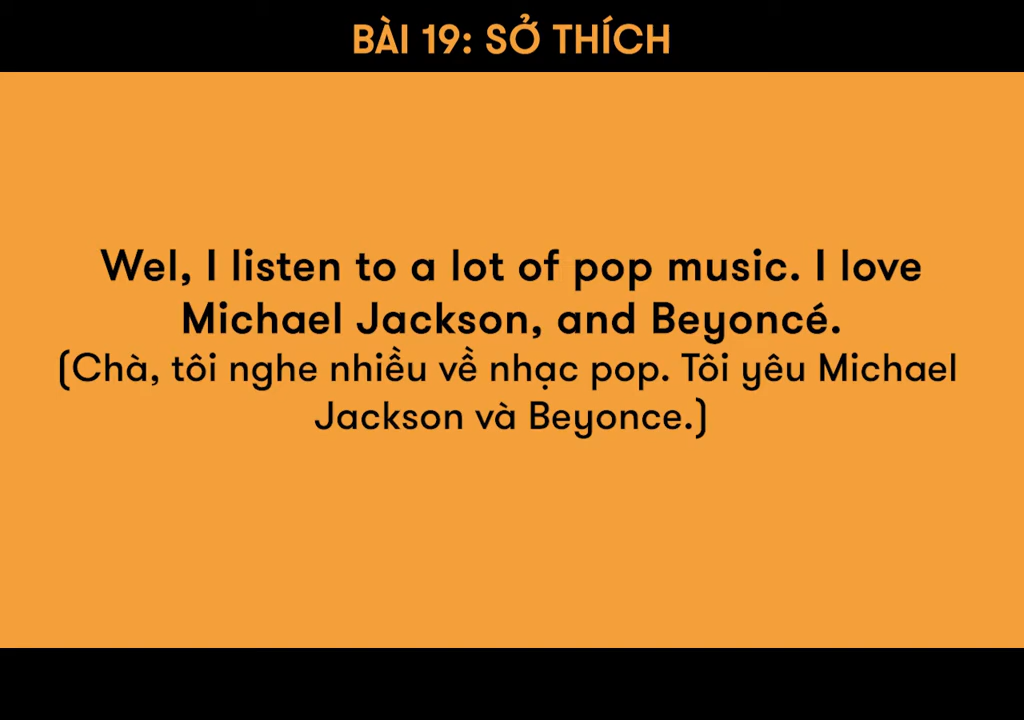 BÀI 19: SỞ THÍCH
Wel, I listen to a lot of pop music. I love
Michael Jackson, and Beyoncé.
(Chà, tôi nghe nhiều về nhạc pop. Tôi yêu Michael
Jackson và Beyonce.)